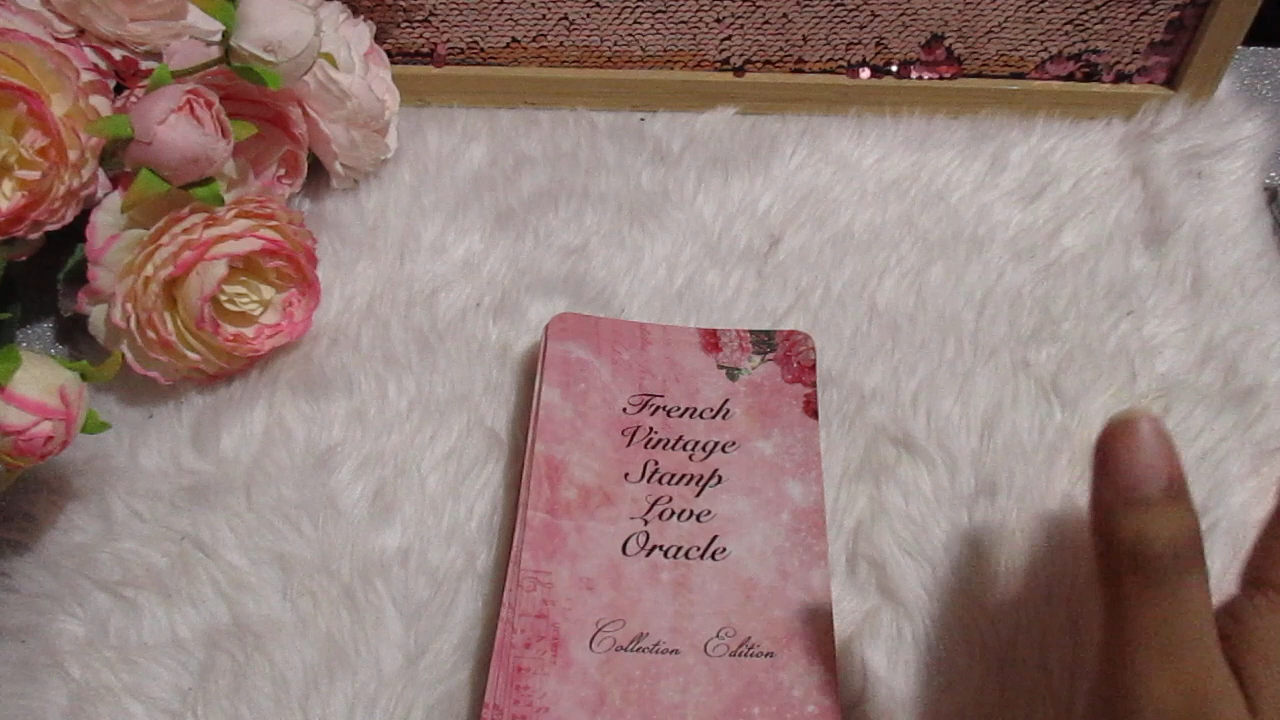 French
Vintage
Stamp
Love
Oracle
Collection Edition